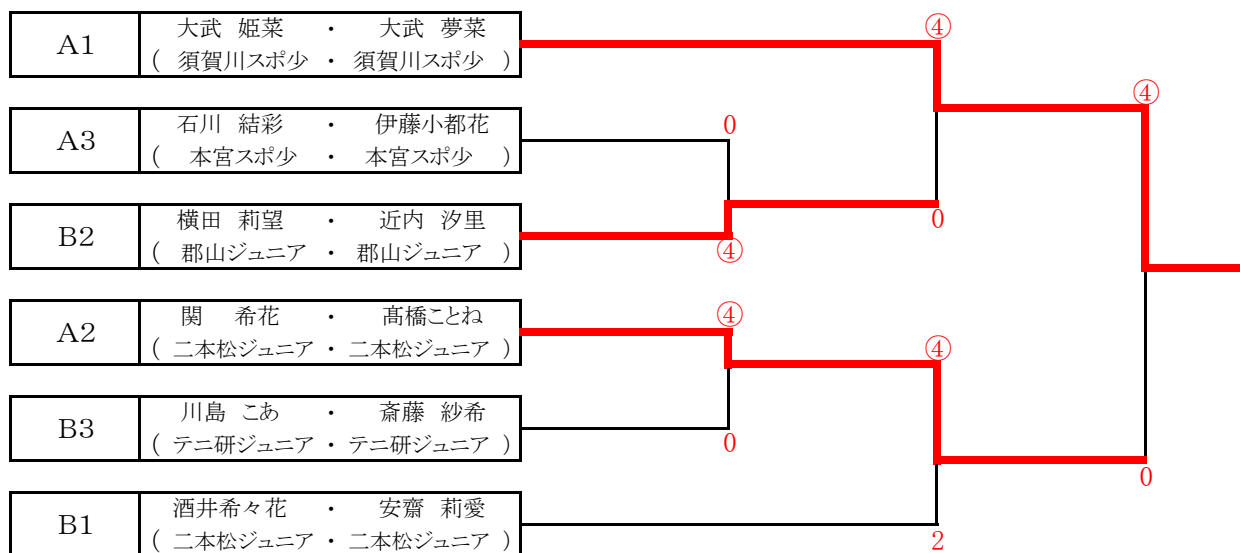 A1
大武 姫菜 ・ 大武 夢菜
( 須賀川スポ少 ・ 須賀川スポ少 )
④
④
A3
石川 結彩 ・ 伊藤小都花
( 本宮スポ少 ・ 本宮スポ少 )
0
B2
横田 莉望 ・ 近内 汐里
( 郡山ジュニア ・ 郡山ジュニア )
④
0
A2
関 希花 ・ 髙橋ことね
( 二本松ジュニア ・ 二本松ジュニア )
④
④
B3
川島 こあ ・ 斎藤 紗希
( テニ研ジュニア ・ テニ研ジュニア )
0
0
B1
酒井希々花 ・ 安齋 莉愛
( 二本松ジュニア ・ 二本松ジュニア )
2